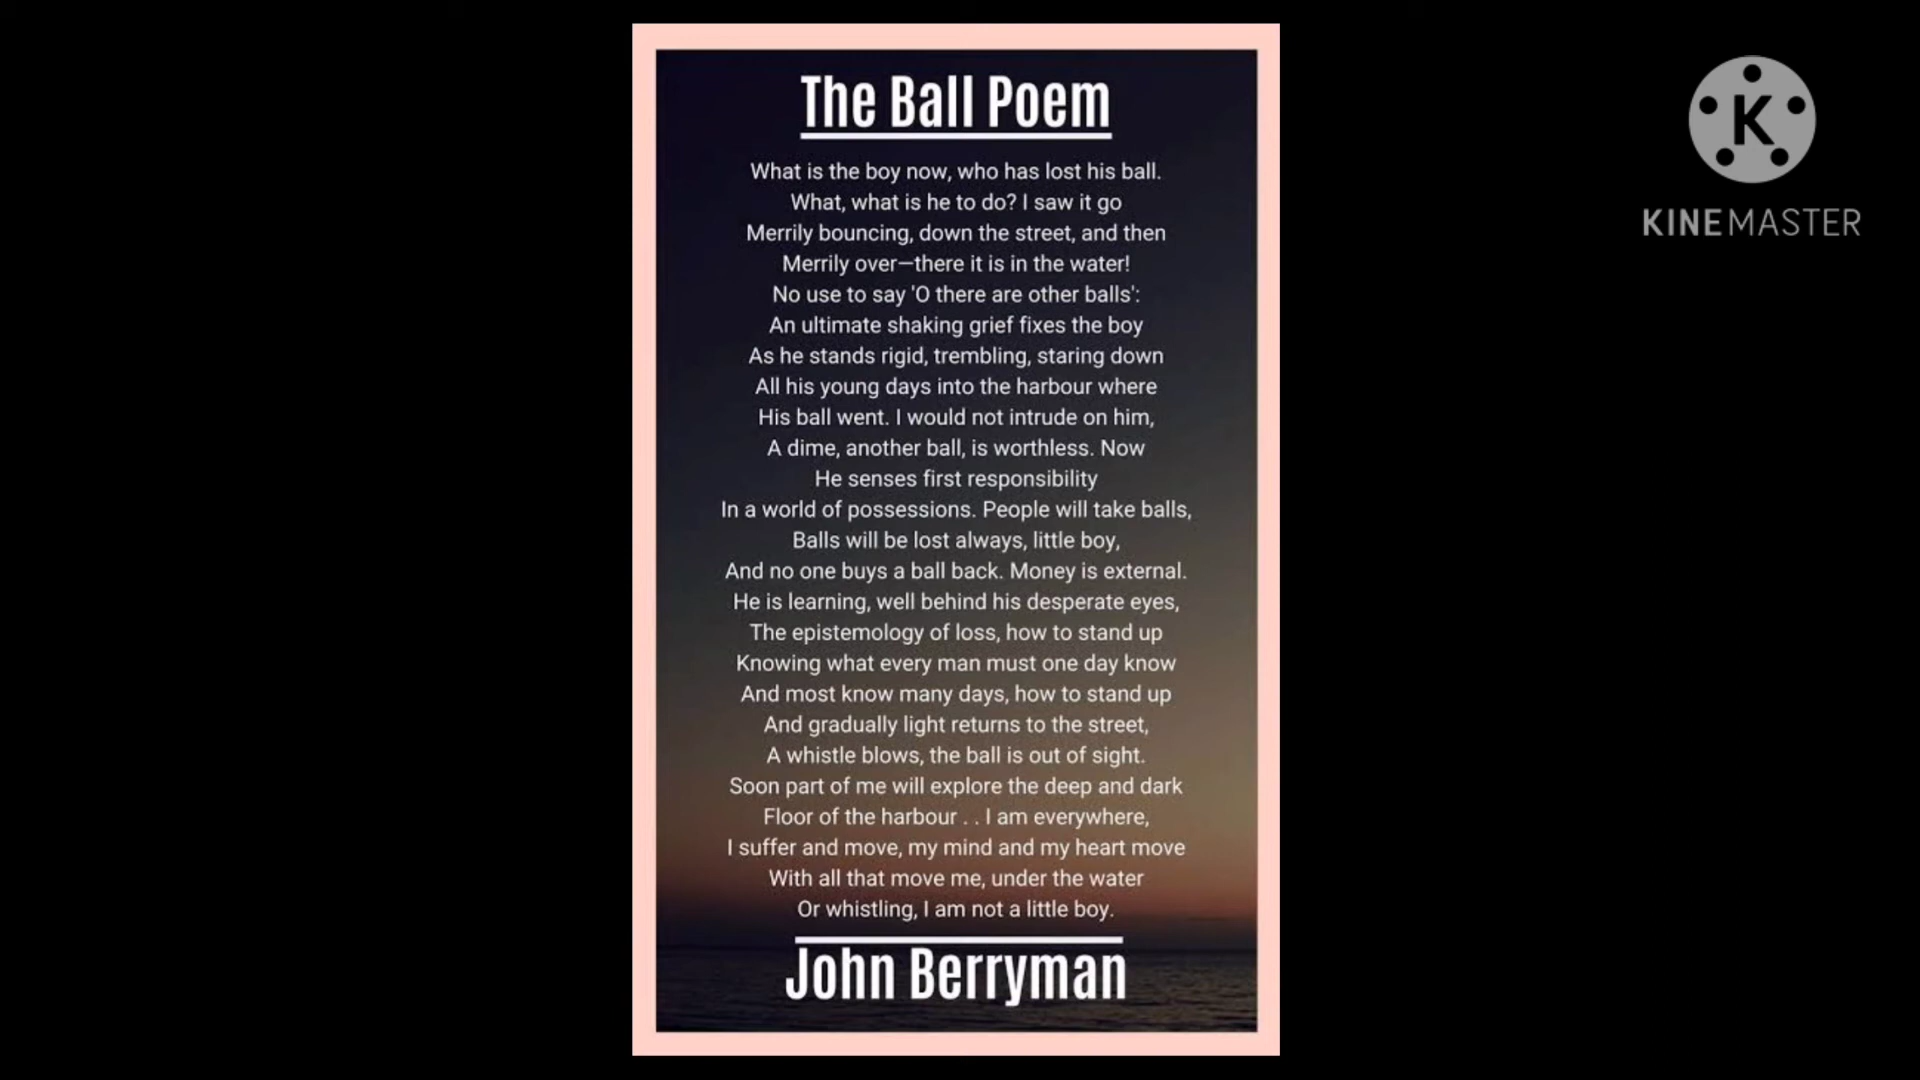 The Ball Poem
What is the boy now, who has lost his ball.
What, what is he to do? I saw it go
Merrily bouncing, down the street, and then
Merrily over—there it is in the water!
No use to say 'O there are other balls':
An ultimate shaking grief fixes the boy
As he stands rigid, trembling, staring down
All his young days into the harbour where
His ball went. I would not intrude on him,
A dime, another ball, is worthless. Now
He senses first responsibility
In a world of possessions. People will take balls,
Balls will be lost always, little boy,
And no one buys a ball back. Money is external.
He is learning, well behind his desperate eyes,
The epistemology of loss, how to stand up
Knowing what every man must one day know
And most know many days, how to stand up
And gradually light returns to the street,
A whistle blows, the ball is out of sight.
Soon part of me will explore the deep and dark
Floor of the harbour . . I am everywhere,
I suffer and move, my mind and my heart move
With all that move me, under the water
Or whistling, I am not a little boy.
John Berryman
K
KINEMASTER